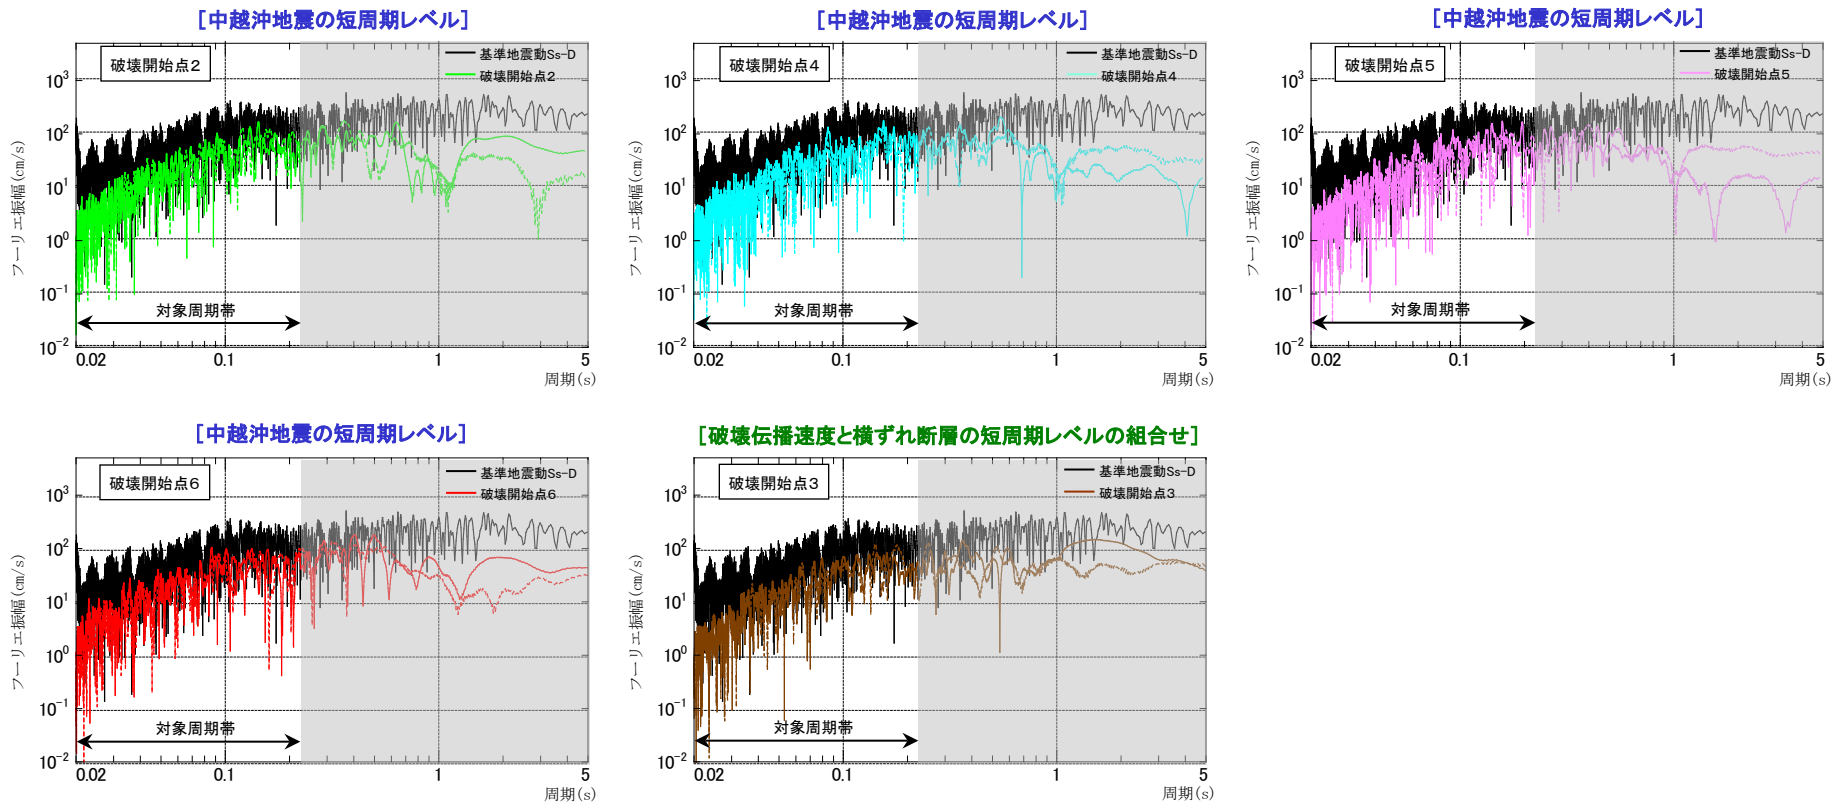 [中越沖地震の短周期レベル]
破壊開始点2
基準地震動Ss-D
破壊開始点2
フーリエ振幅(cm/s)
10³
10²
10¹
10⁰
10⁻¹
10⁻²
対象周期帯
0.02 0.1 1 5
周期(s)
[中越沖地震の短周期レベル]
破壊開始点4
基準地震動Ss-D
破壊開始点4
フーリエ振幅(cm/s)
10³
10²
10¹
10⁰
10⁻¹
10⁻²
対象周期帯
0.02 0.1 1 5
周期(s)
[中越沖地震の短周期レベル]
破壊開始点5
基準地震動Ss-D
破壊開始点5
フーリエ振幅(cm/s)
10³
10²
10¹
10⁰
10⁻¹
10⁻²
対象周期帯
0.02 0.1 1 5
周期(s)
[中越沖地震の短周期レベル]
破壊開始点6
基準地震動Ss-D
破壊開始点6
フーリエ振幅(cm/s)
10³
10²
10¹
10⁰
10⁻¹
10⁻²
対象周期帯
0.02 0.1 1 5
周期(s)
[破壊伝播速度と横ずれ断層の短周期レベルの組合せ]
破壊開始点3
基準地震動Ss-D
破壊開始点3
フーリエ振幅(cm/s)
10³
10²
10¹
10⁰
10⁻¹
10⁻²
対象周期帯
0.02 0.1 1 5
周期(s)